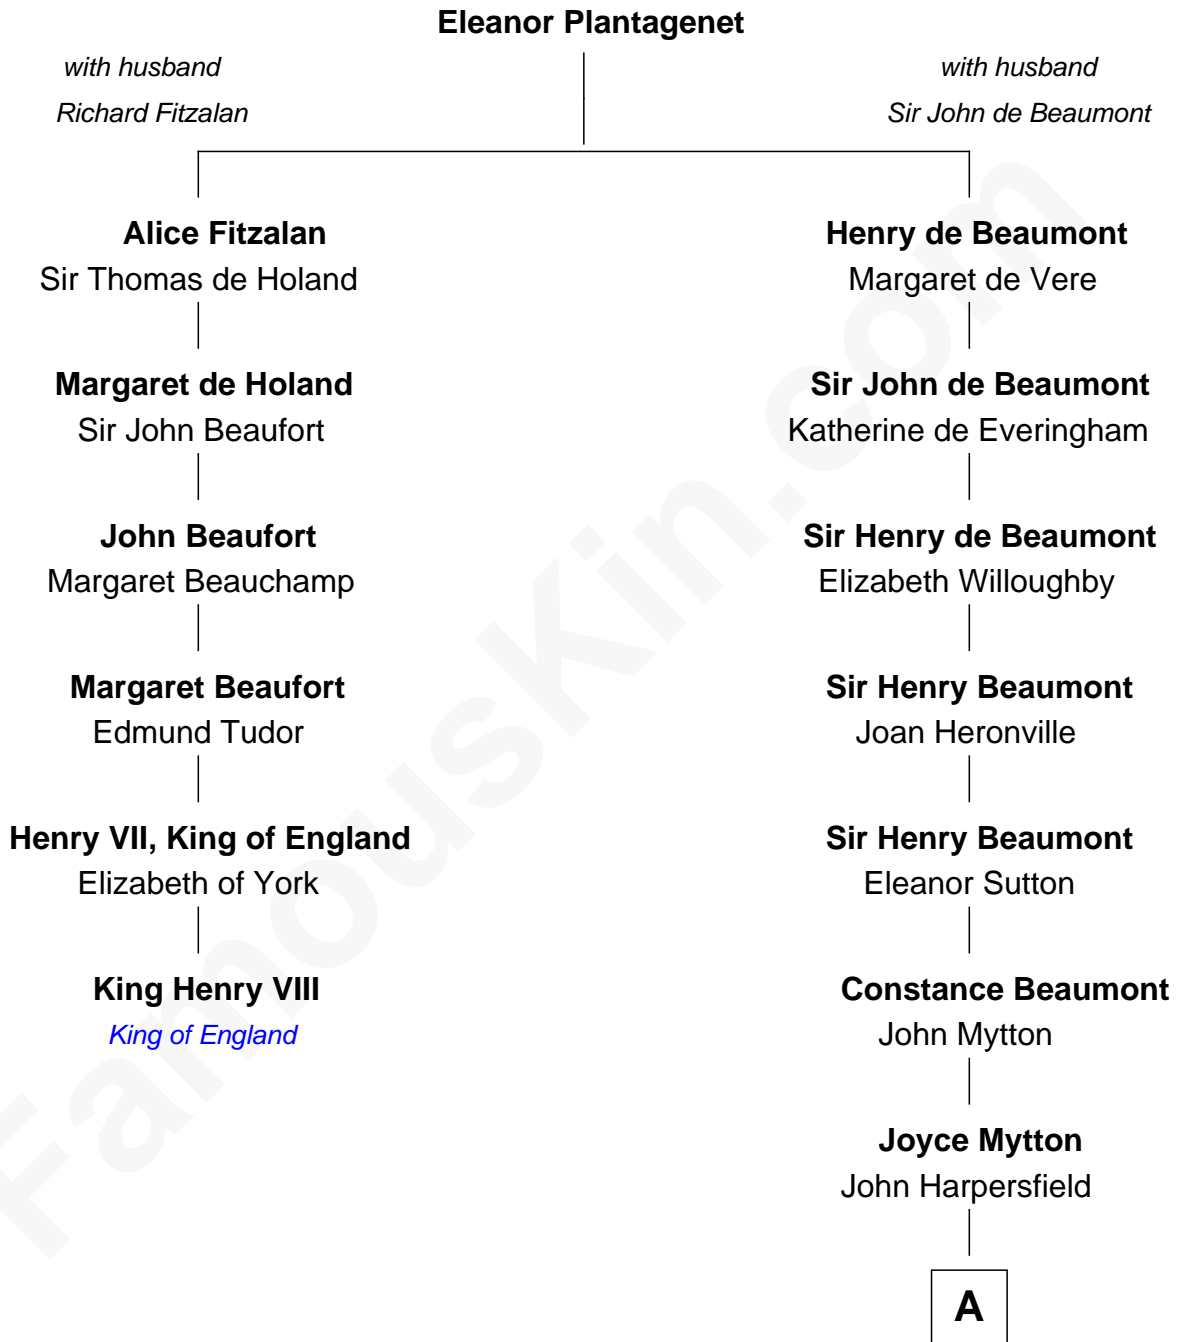 Eleanor Plantagenet
with husband
Richard Fitzalan
with husband
Sir John de Beaumont
Alice Fitzalan
Sir Thomas de Holand
Margaret de Holand
Sir John Beaufort
John Beaufort
Margaret Beauchamp
Margaret Beaufort
Edmund Tudor
Henry VII, King of England
Elizabeth of York
King Henry VIII
King of England
Henry de Beaumont
Margaret de Vere
Sir John de Beaumont
Katherine de Everingham
Sir Henry de Beaumont
Elizabeth Willoughby
Sir Henry Beaumont
Joan Heronville
Sir Henry Beaumont
Eleanor Sutton
Constance Beaumont
John Mytton
Joyce Mytton
John Harpersfield
A
FamousKin.com